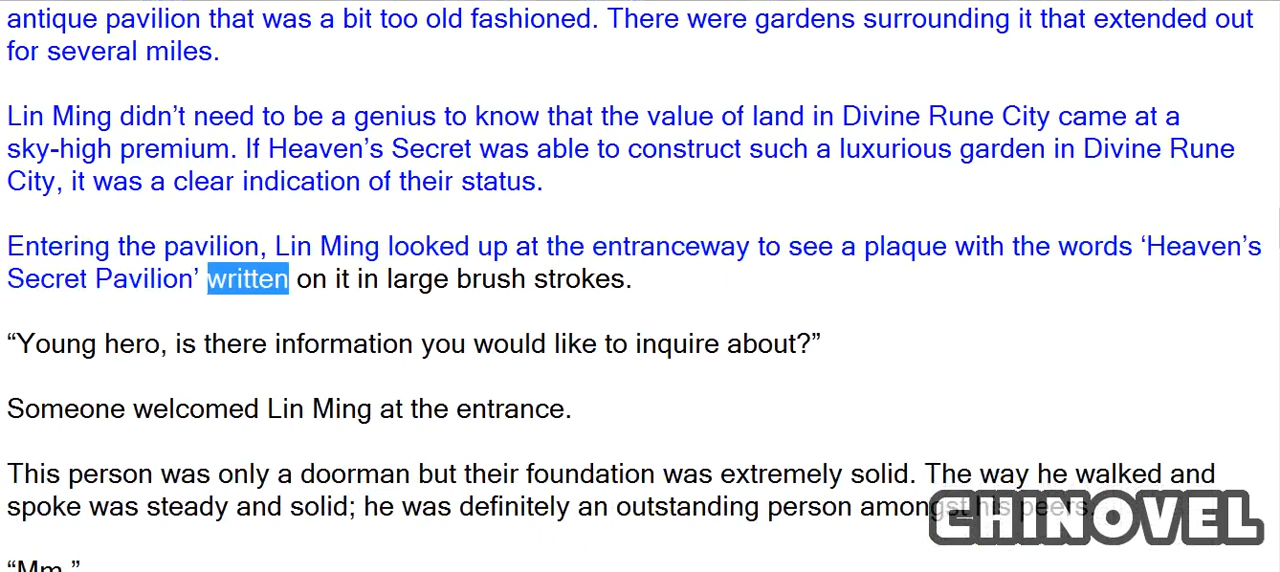 antique pavilion that was a bit too old fashioned. There were gardens surrounding it that extended out
for several miles.
Lin Ming didn’t need to be a genius to know that the value of land in Divine Rune City came at a
sky-high premium. If Heaven’s Secret was able to construct such a luxurious garden in Divine Rune
City, it was a clear indication of their status.
Entering the pavilion, Lin Ming looked up at the entranceway to see a plaque with the words ‘Heaven’s
Secret Pavilion’ written on it in large brush strokes.
“Young hero, is there information you would like to inquire about?”
Someone welcomed Lin Ming at the entrance.
This person was only a doorman but their foundation was extremely solid. The way he walked and
spoke was steady and solid; he was definitely an outstanding person amongst his peers.
CHINOVEL
“Mm.”